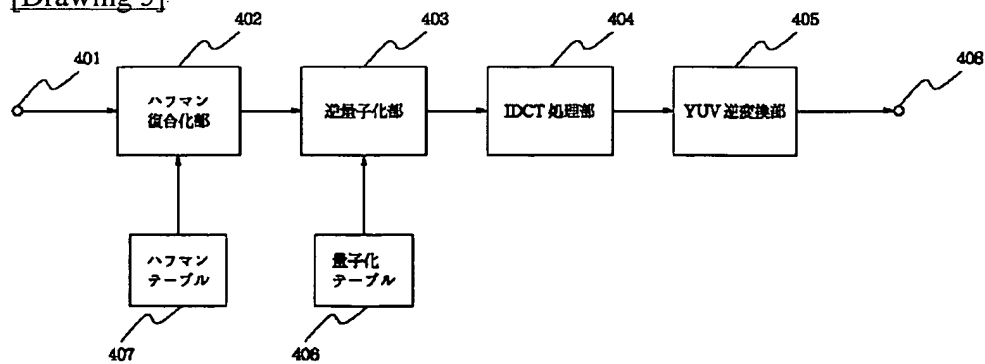 [Drawing
402
403
404
405
401
408
ハフマン
復合化部
逆量子化部
IDCT 処理部
YUV 逆変換部
ハフマン
テーブル
量子化
テーブル
407
406